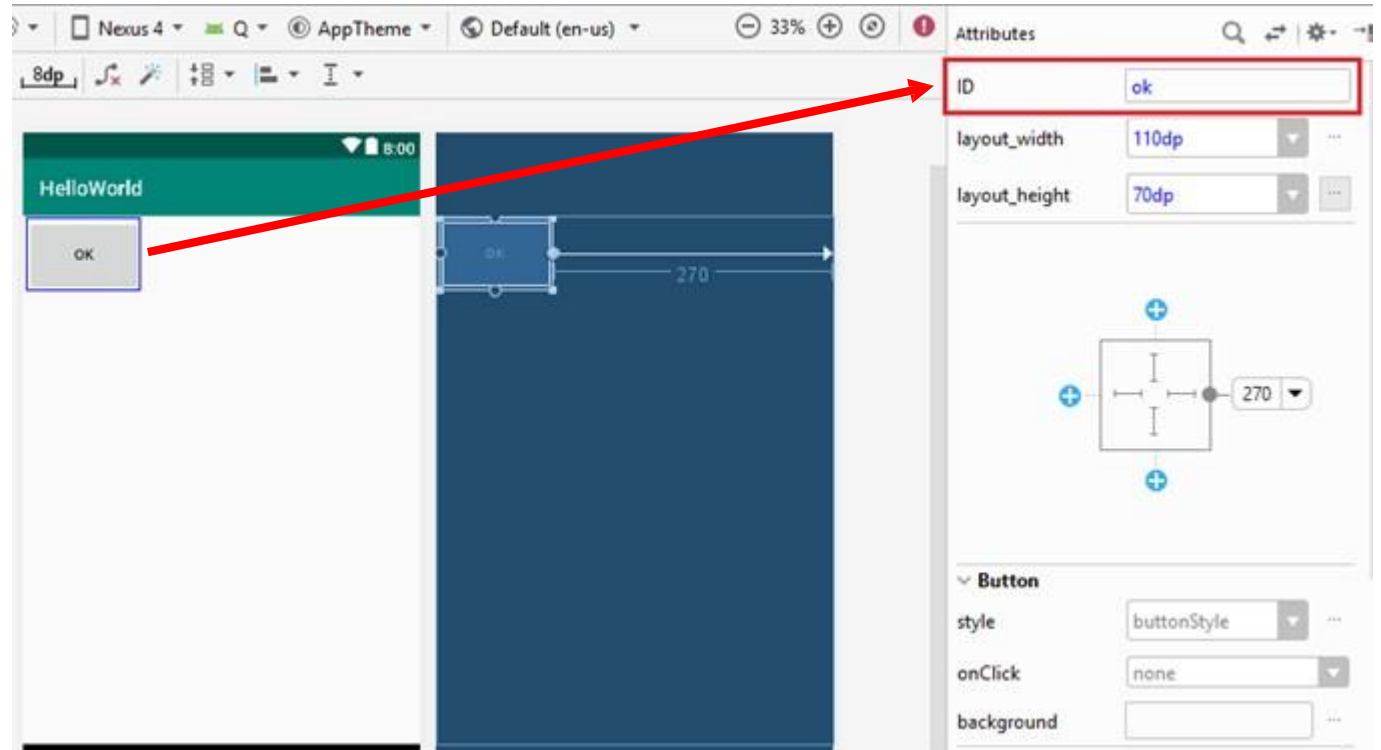 Nexus 4 Q AppTheme Default (en-us) 33%
8dp
8:00
HelloWorld
OK
OK
270
Attributes
ID ok
layout_width 110dp ...
layout_height 70dp ...
270
Button
style buttonStyle ...
onClick none
background ...